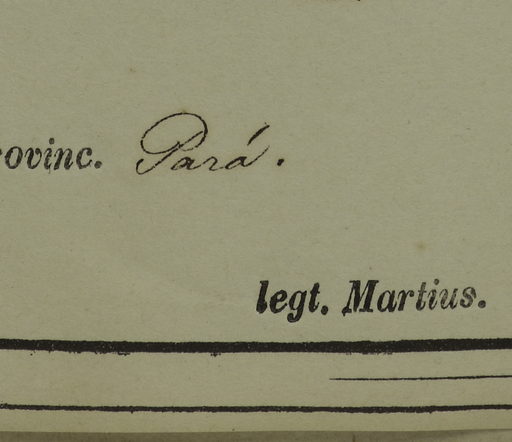 ovinc. Pará.
legt. Martius.